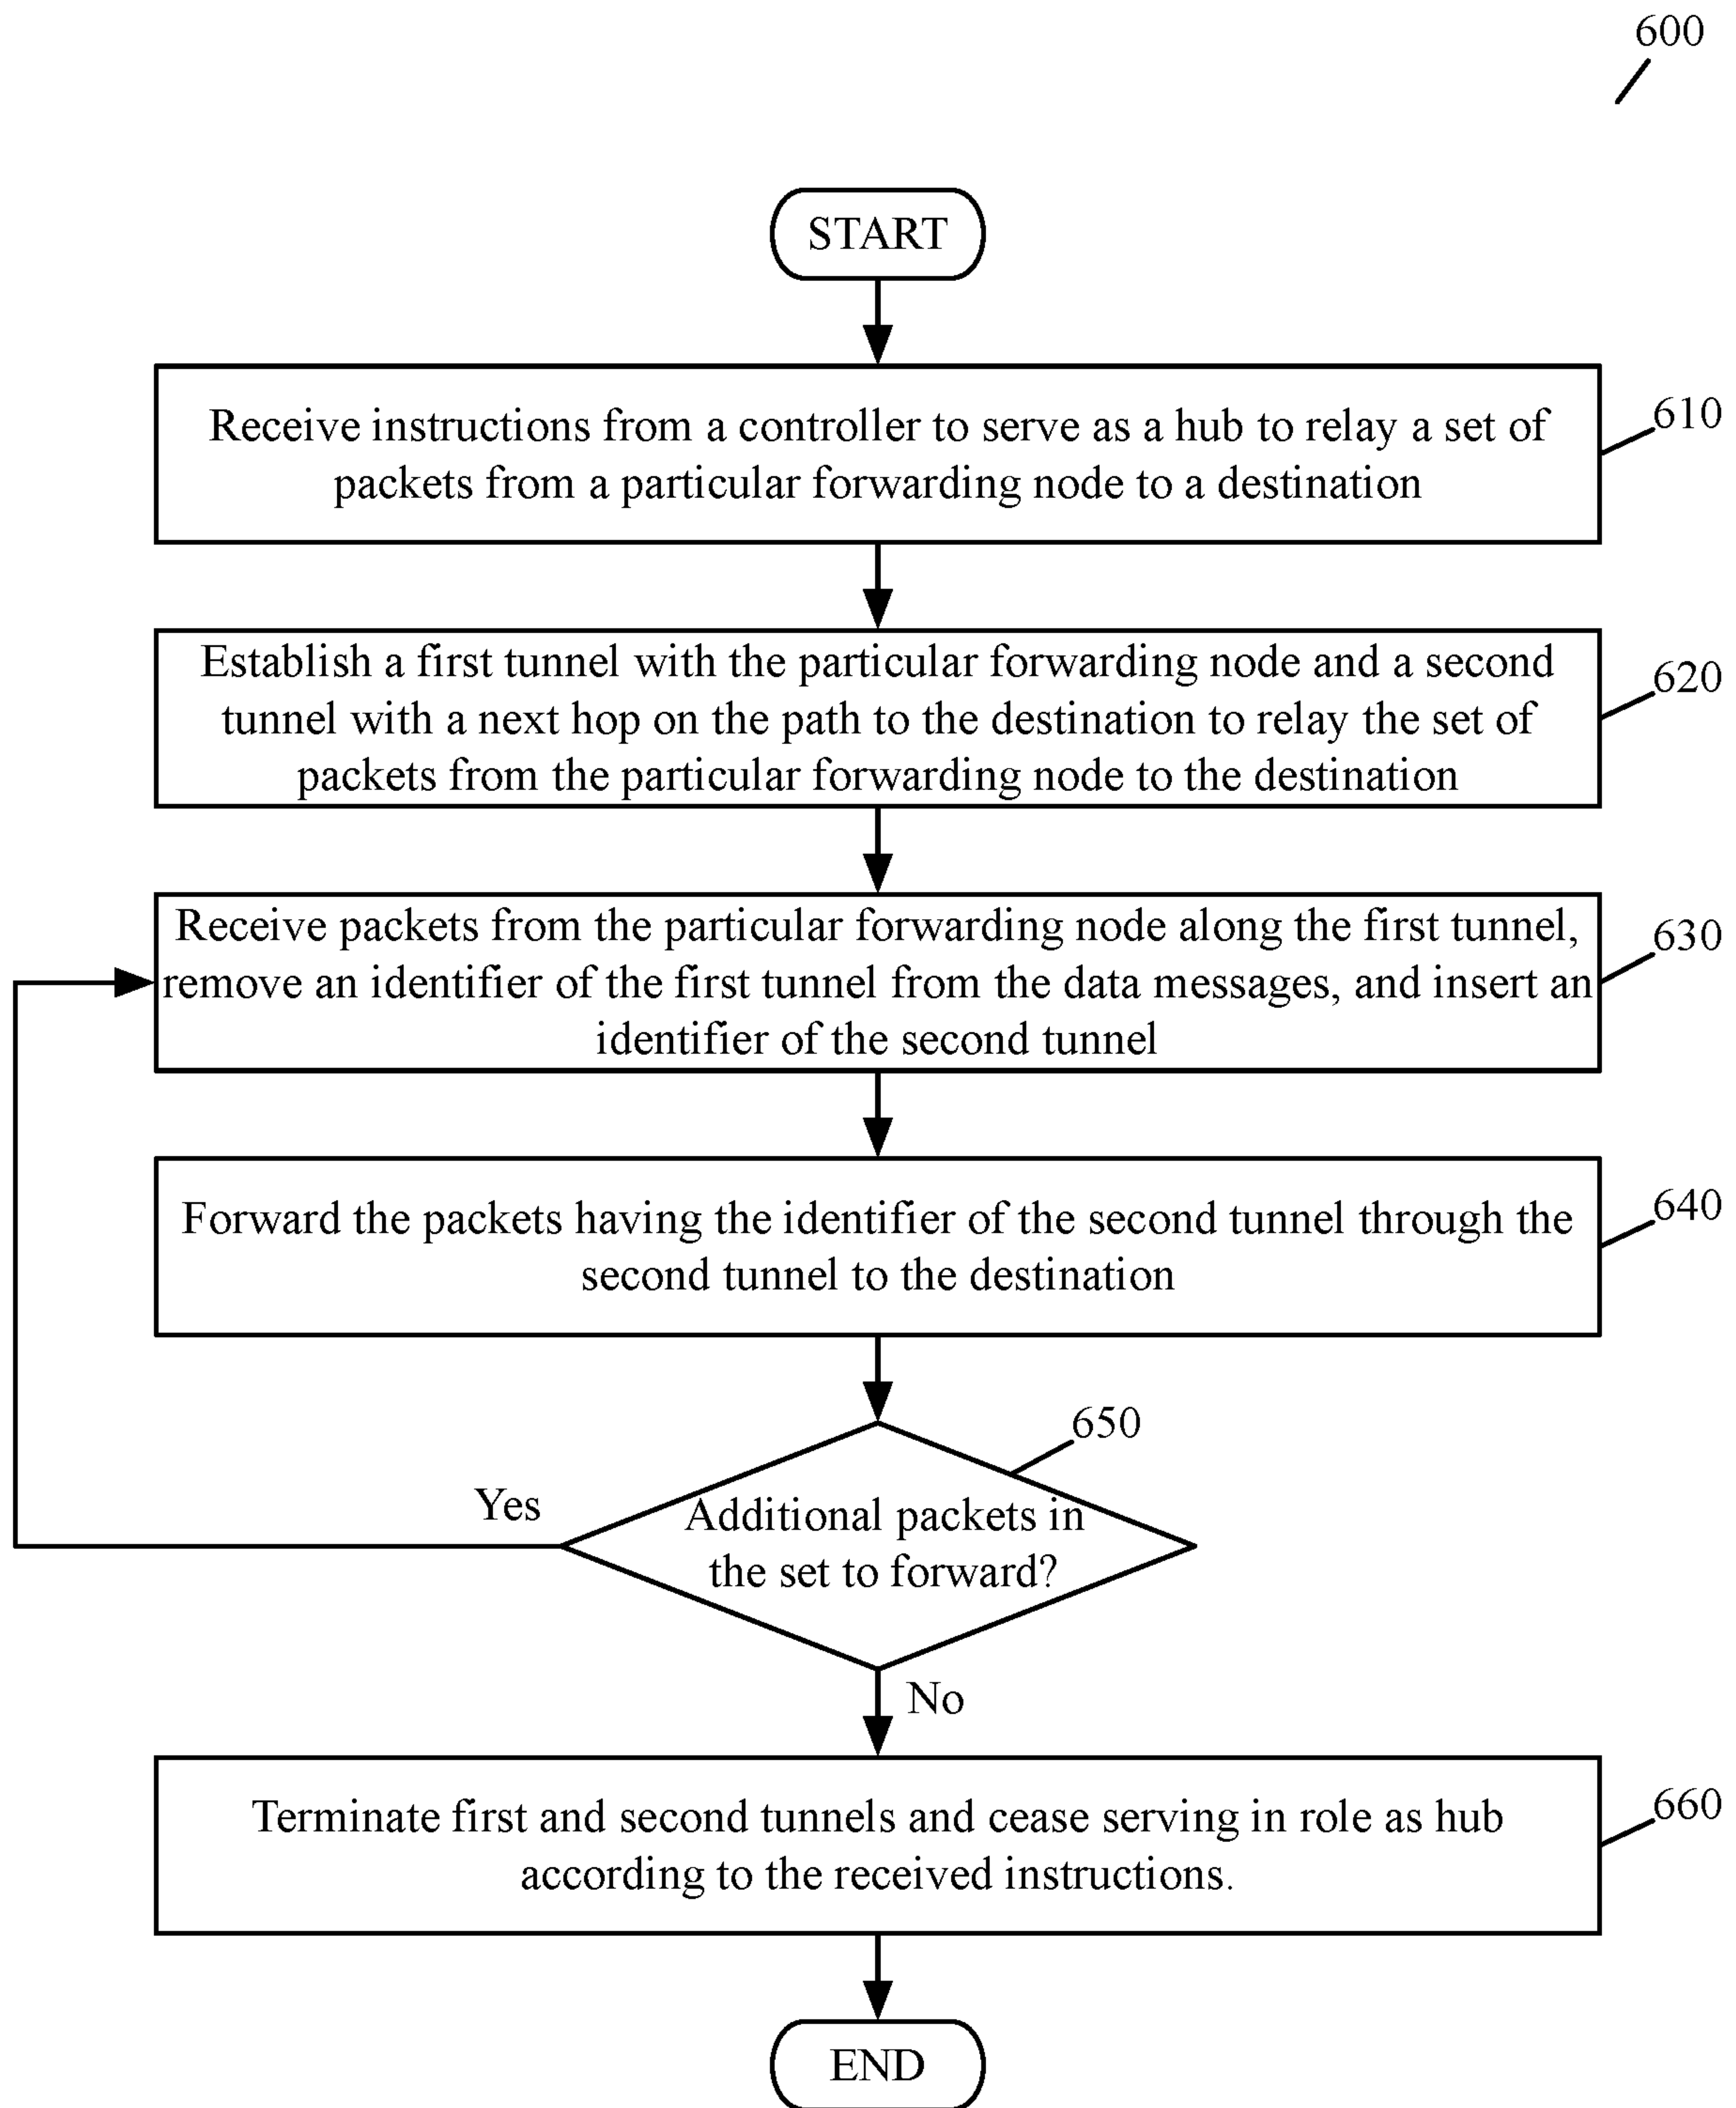 600
START
Receive instructions from a controller to serve as a hub to relay a set of
packets from a particular forwarding node to a destination
610
Establish a first tunnel with the particular forwarding node and a second
tunnel with a next hop on the path to the destination to relay the set of
packets from the particular forwarding node to the destination
620
Receive packets from the particular forwarding node along the first tunnel,
remove an identifier of the first tunnel from the data messages, and insert an
identifier of the second tunnel
630
Forward the packets having the identifier of the second tunnel through the
second tunnel to the destination
640
650
Yes
Additional packets in
the set to forward?
No
Terminate first and second tunnels and cease serving in role as hub
according to the received instructions.
660
END